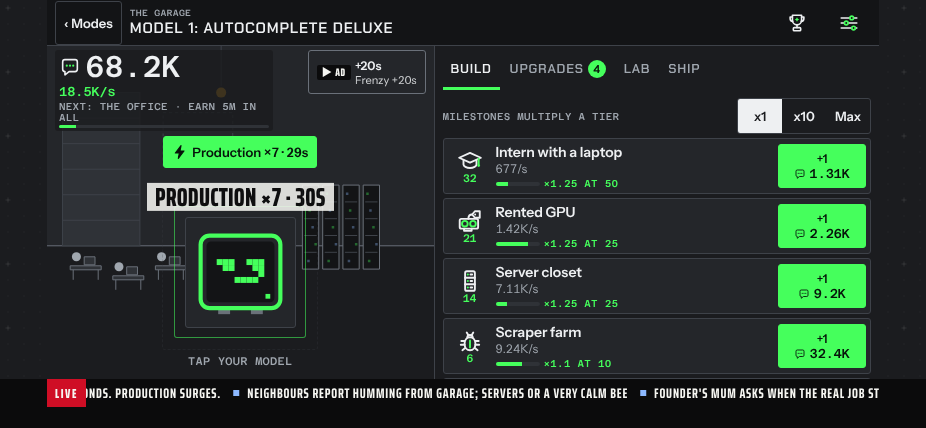 ‹ Modes
THE GARAGE
MODEL 1: AUTOCOMPLETE DELUXE
68.2K
18.5K/s
NEXT: THE OFFICE · EARN 5M IN
ALL
AD
+20s
Frenzy +20s
Production ×7 · 29s
PRODUCTION ×7 · 30S
TAP YOUR MODEL
BUILD
UPGRADES 4
LAB
SHIP
MILESTONES MULTIPLY A TIER
x1
x10
Max
Intern with a laptop
677/s
32
×1.25 AT 50
+1
1.31K
Rented GPU
1.42K/s
21
×1.25 AT 25
+1
2.26K
Server closet
7.11K/s
14
×1.25 AT 25
+1
9.2K
Scraper farm
9.24K/s
6
×1.1 AT 10
+1
32.4K
LIVE
ONDS. PRODUCTION SURGES. ■ NEIGHBOURS REPORT HUMMING FROM GARAGE; SERVERS OR A VERY CALM BEE ■ FOUNDER'S MUM ASKS WHEN THE REAL JOB ST